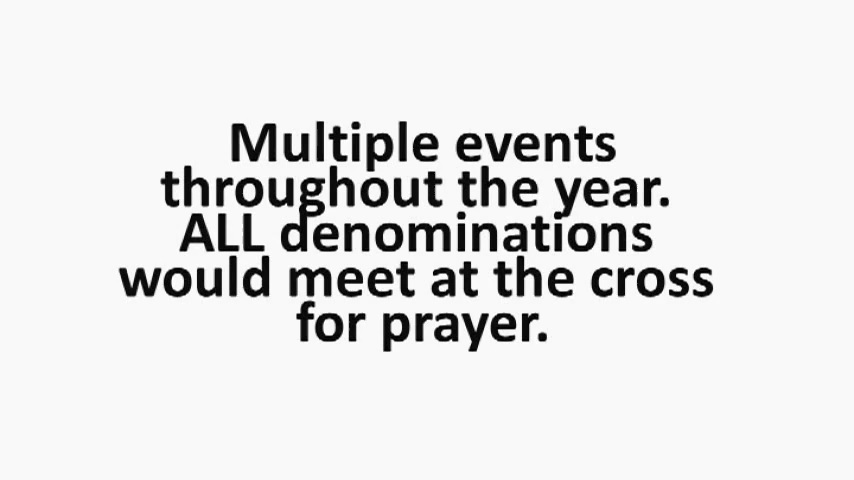 Multiple events
throughout the year.
ALL denominations
would meet at the cross
for prayer.